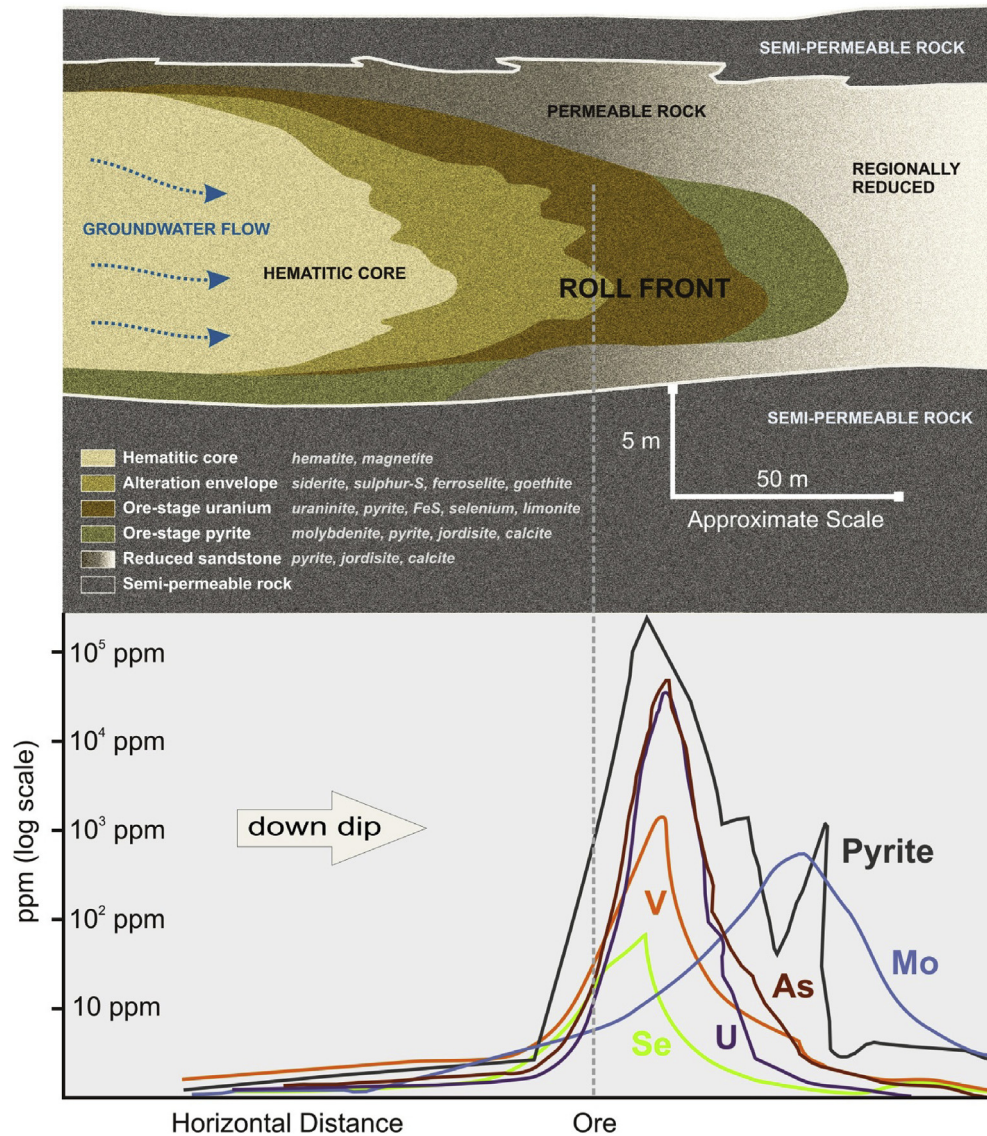 SEMI-PERMEABLE ROCK
PERMEABLE ROCK
REGIONALLY
REDUCED
GROUNDWATER FLOW
HEMATITIC CORE
ROLL FRONT
SEMI-PERMEABLE ROCK
5 m
50 m
Approximate Scale
Hematitic core hematite, magnetite
Alteration envelope siderite, sulphur-S, ferroselite, goethite
Ore-stage uranium uraninite, pyrite, FeS, selenium, limonite
Ore-stage pyrite molybdenite, pyrite, jordisite, calcite
Reduced sandstone pyrite, jordisite, calcite
Semi-permeable rock
ppm (log scale)
10⁵ ppm
10⁴ ppm
10³ ppm
10² ppm
10 ppm
down dip
Pyrite
V
Mo
As
U
Se
Horizontal Distance
Ore